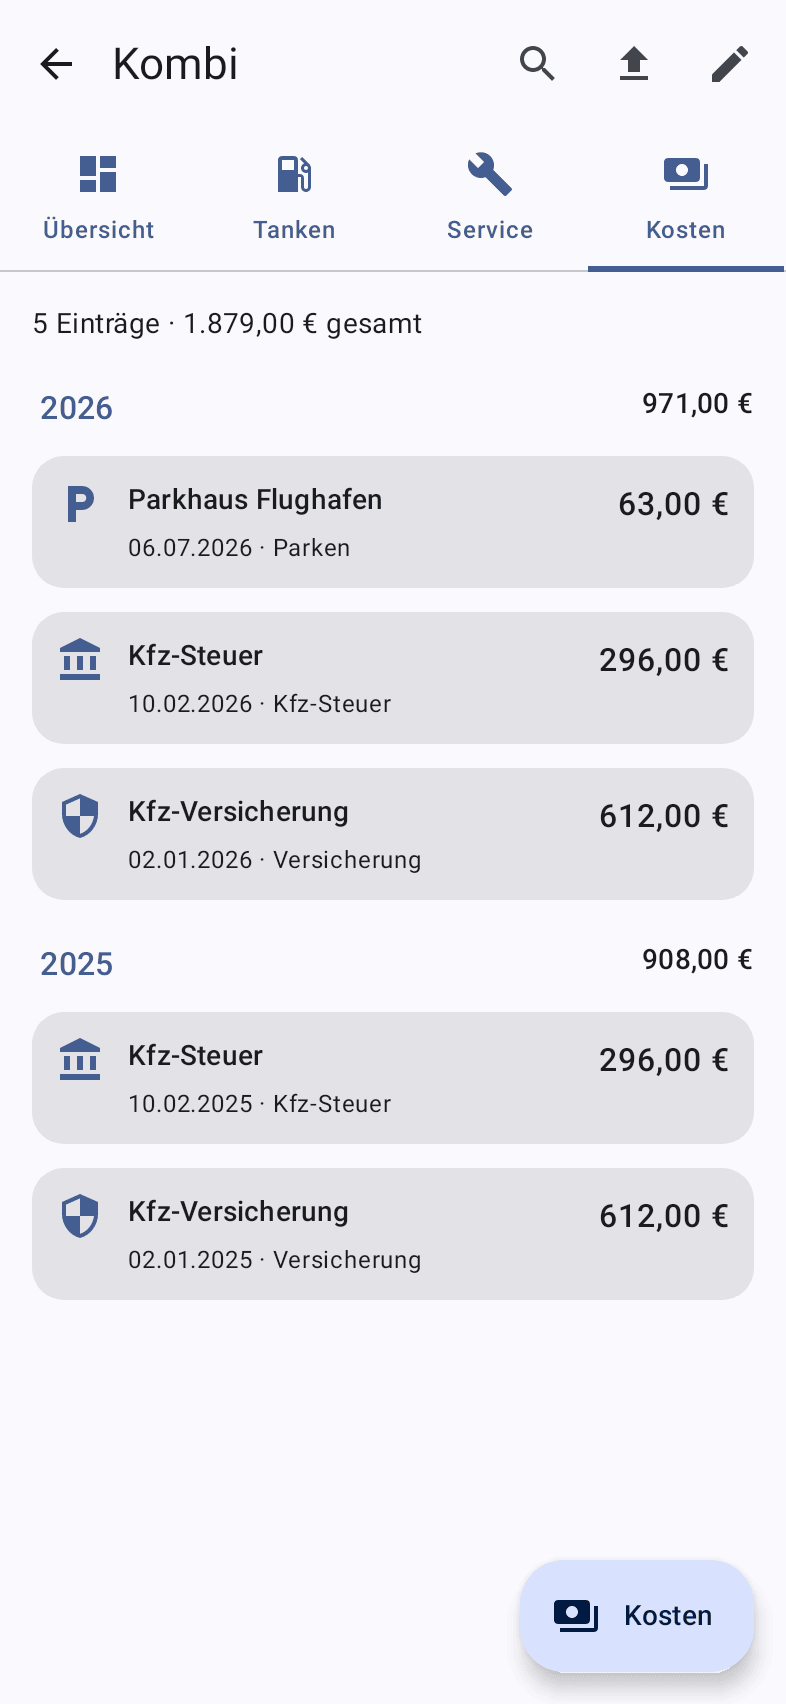 Kombi
Übersicht
Tanken
Service
Kosten
5 Einträge · 1.879,00 € gesamt
2026
971,00 €
Parkhaus Flughafen
63,00 €
06.07.2026 · Parken
Kfz-Steuer
296,00 €
10.02.2026 · Kfz-Steuer
Kfz-Versicherung
612,00 €
02.01.2026 · Versicherung
2025
908,00 €
Kfz-Steuer
296,00 €
10.02.2025 · Kfz-Steuer
Kfz-Versicherung
612,00 €
02.01.2025 · Versicherung
Kosten